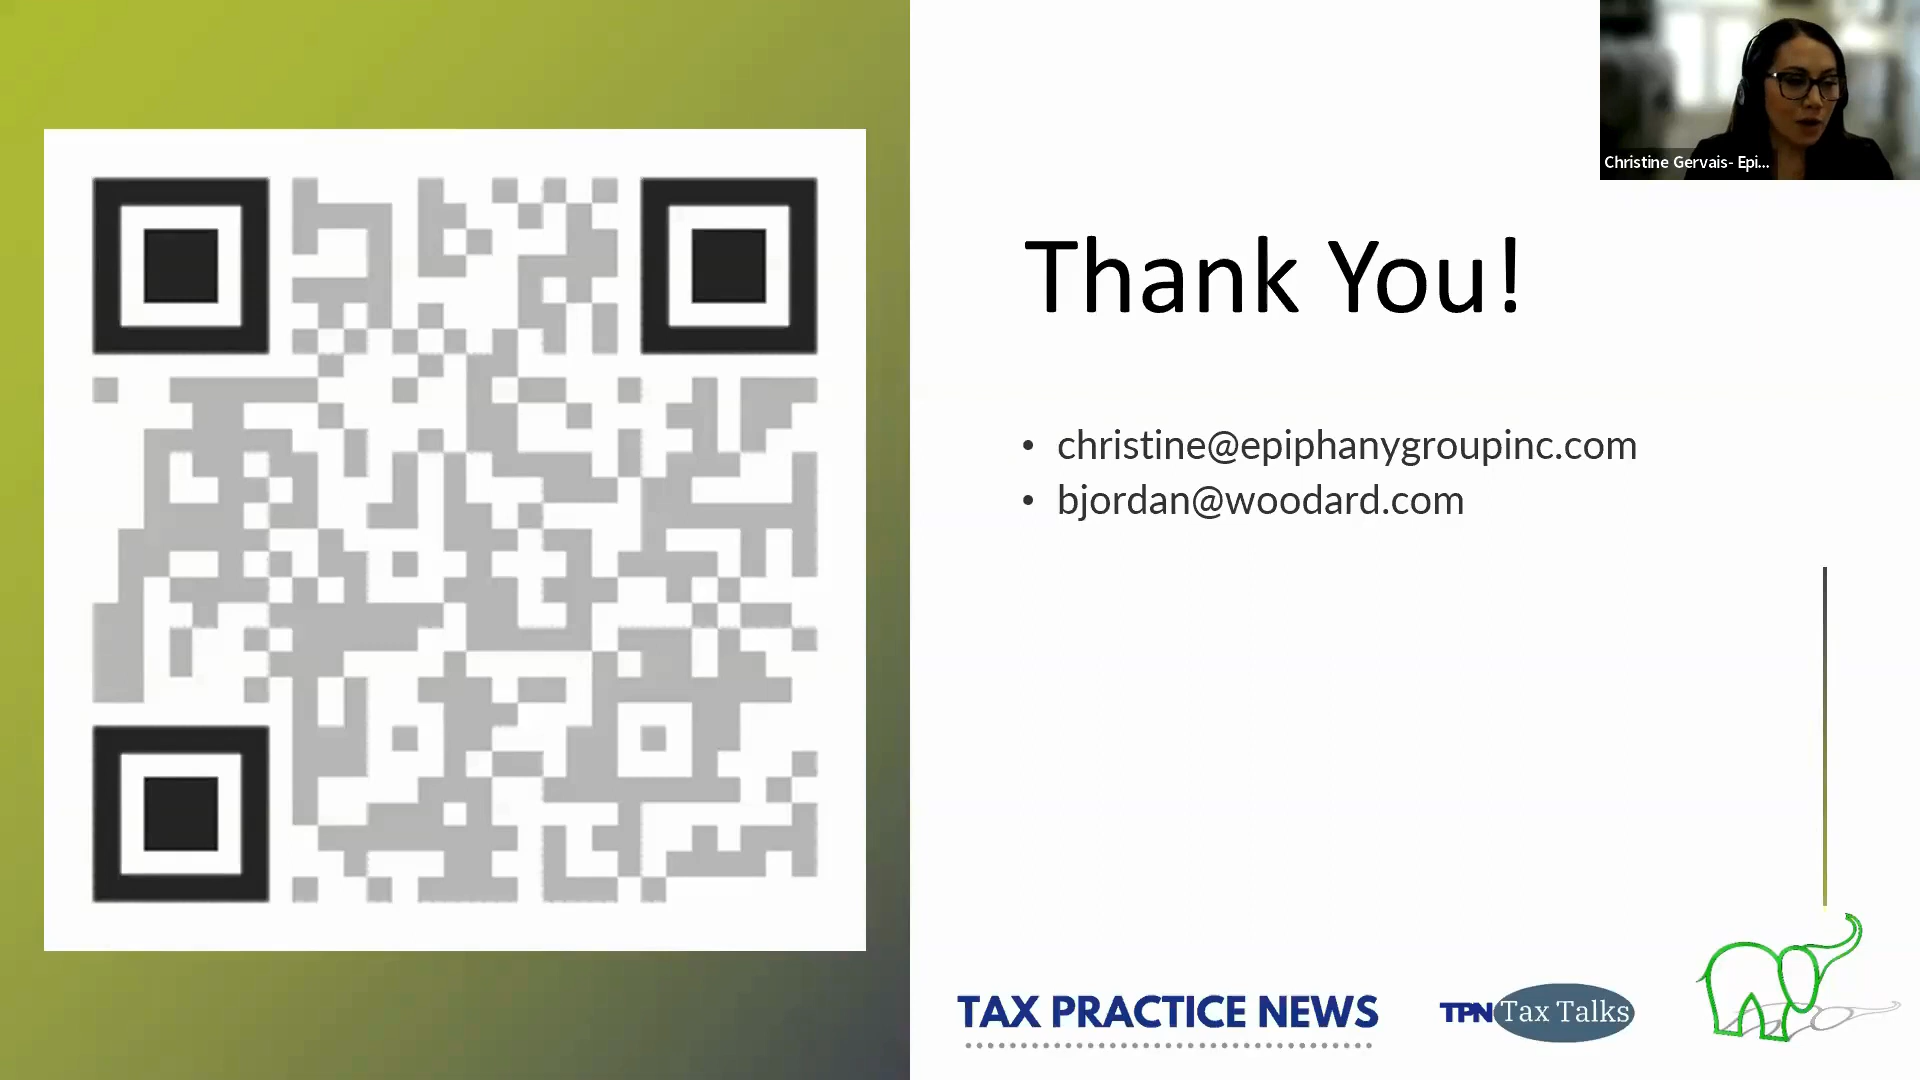 Christine Gervais- Epi...
Thank You!
• christine@epiphanygroupinc.com
• bjordan@woodard.com
TAX PRACTICE NEWS
TPN Tax Talks